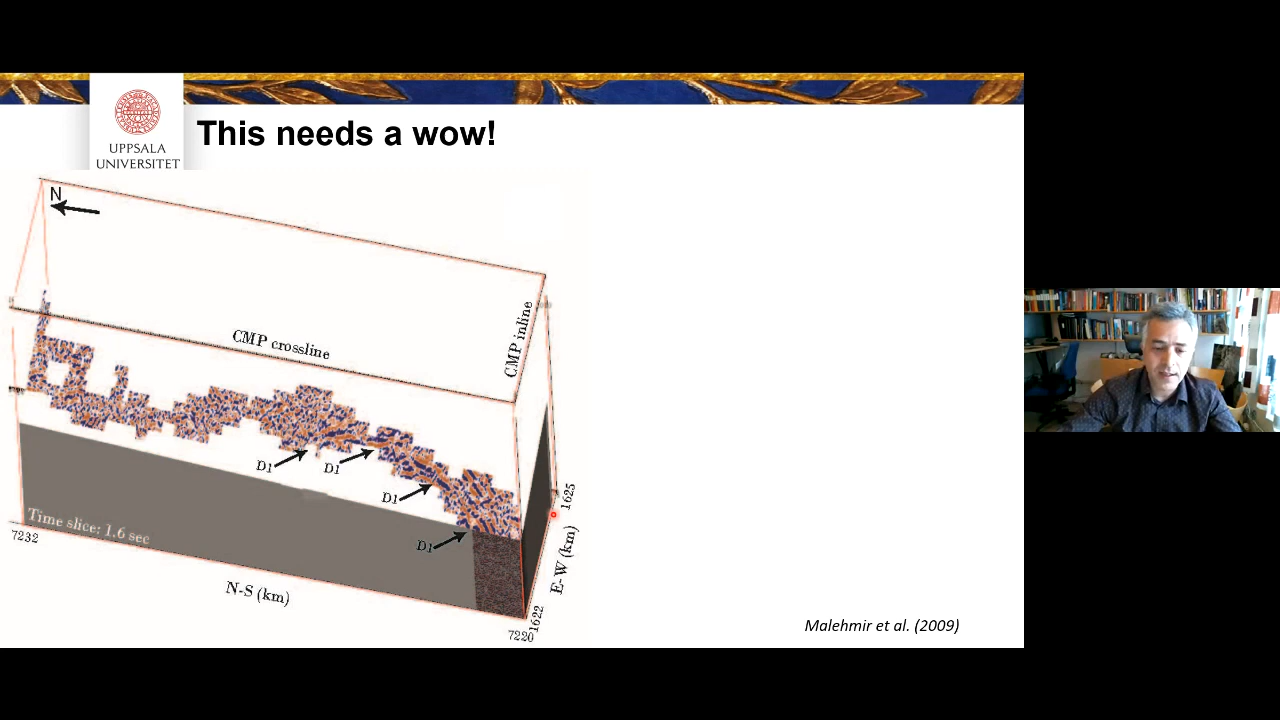 This needs a wow!
UPPSALA
UNIVERSITET
N
CMP crossline
CMP inline
D1
D1
D1
D1
Time slice: 1.6 sec
7232
N-S (km)
7220
1622
E-W (km)
1625
Malehmir et al. (2009)